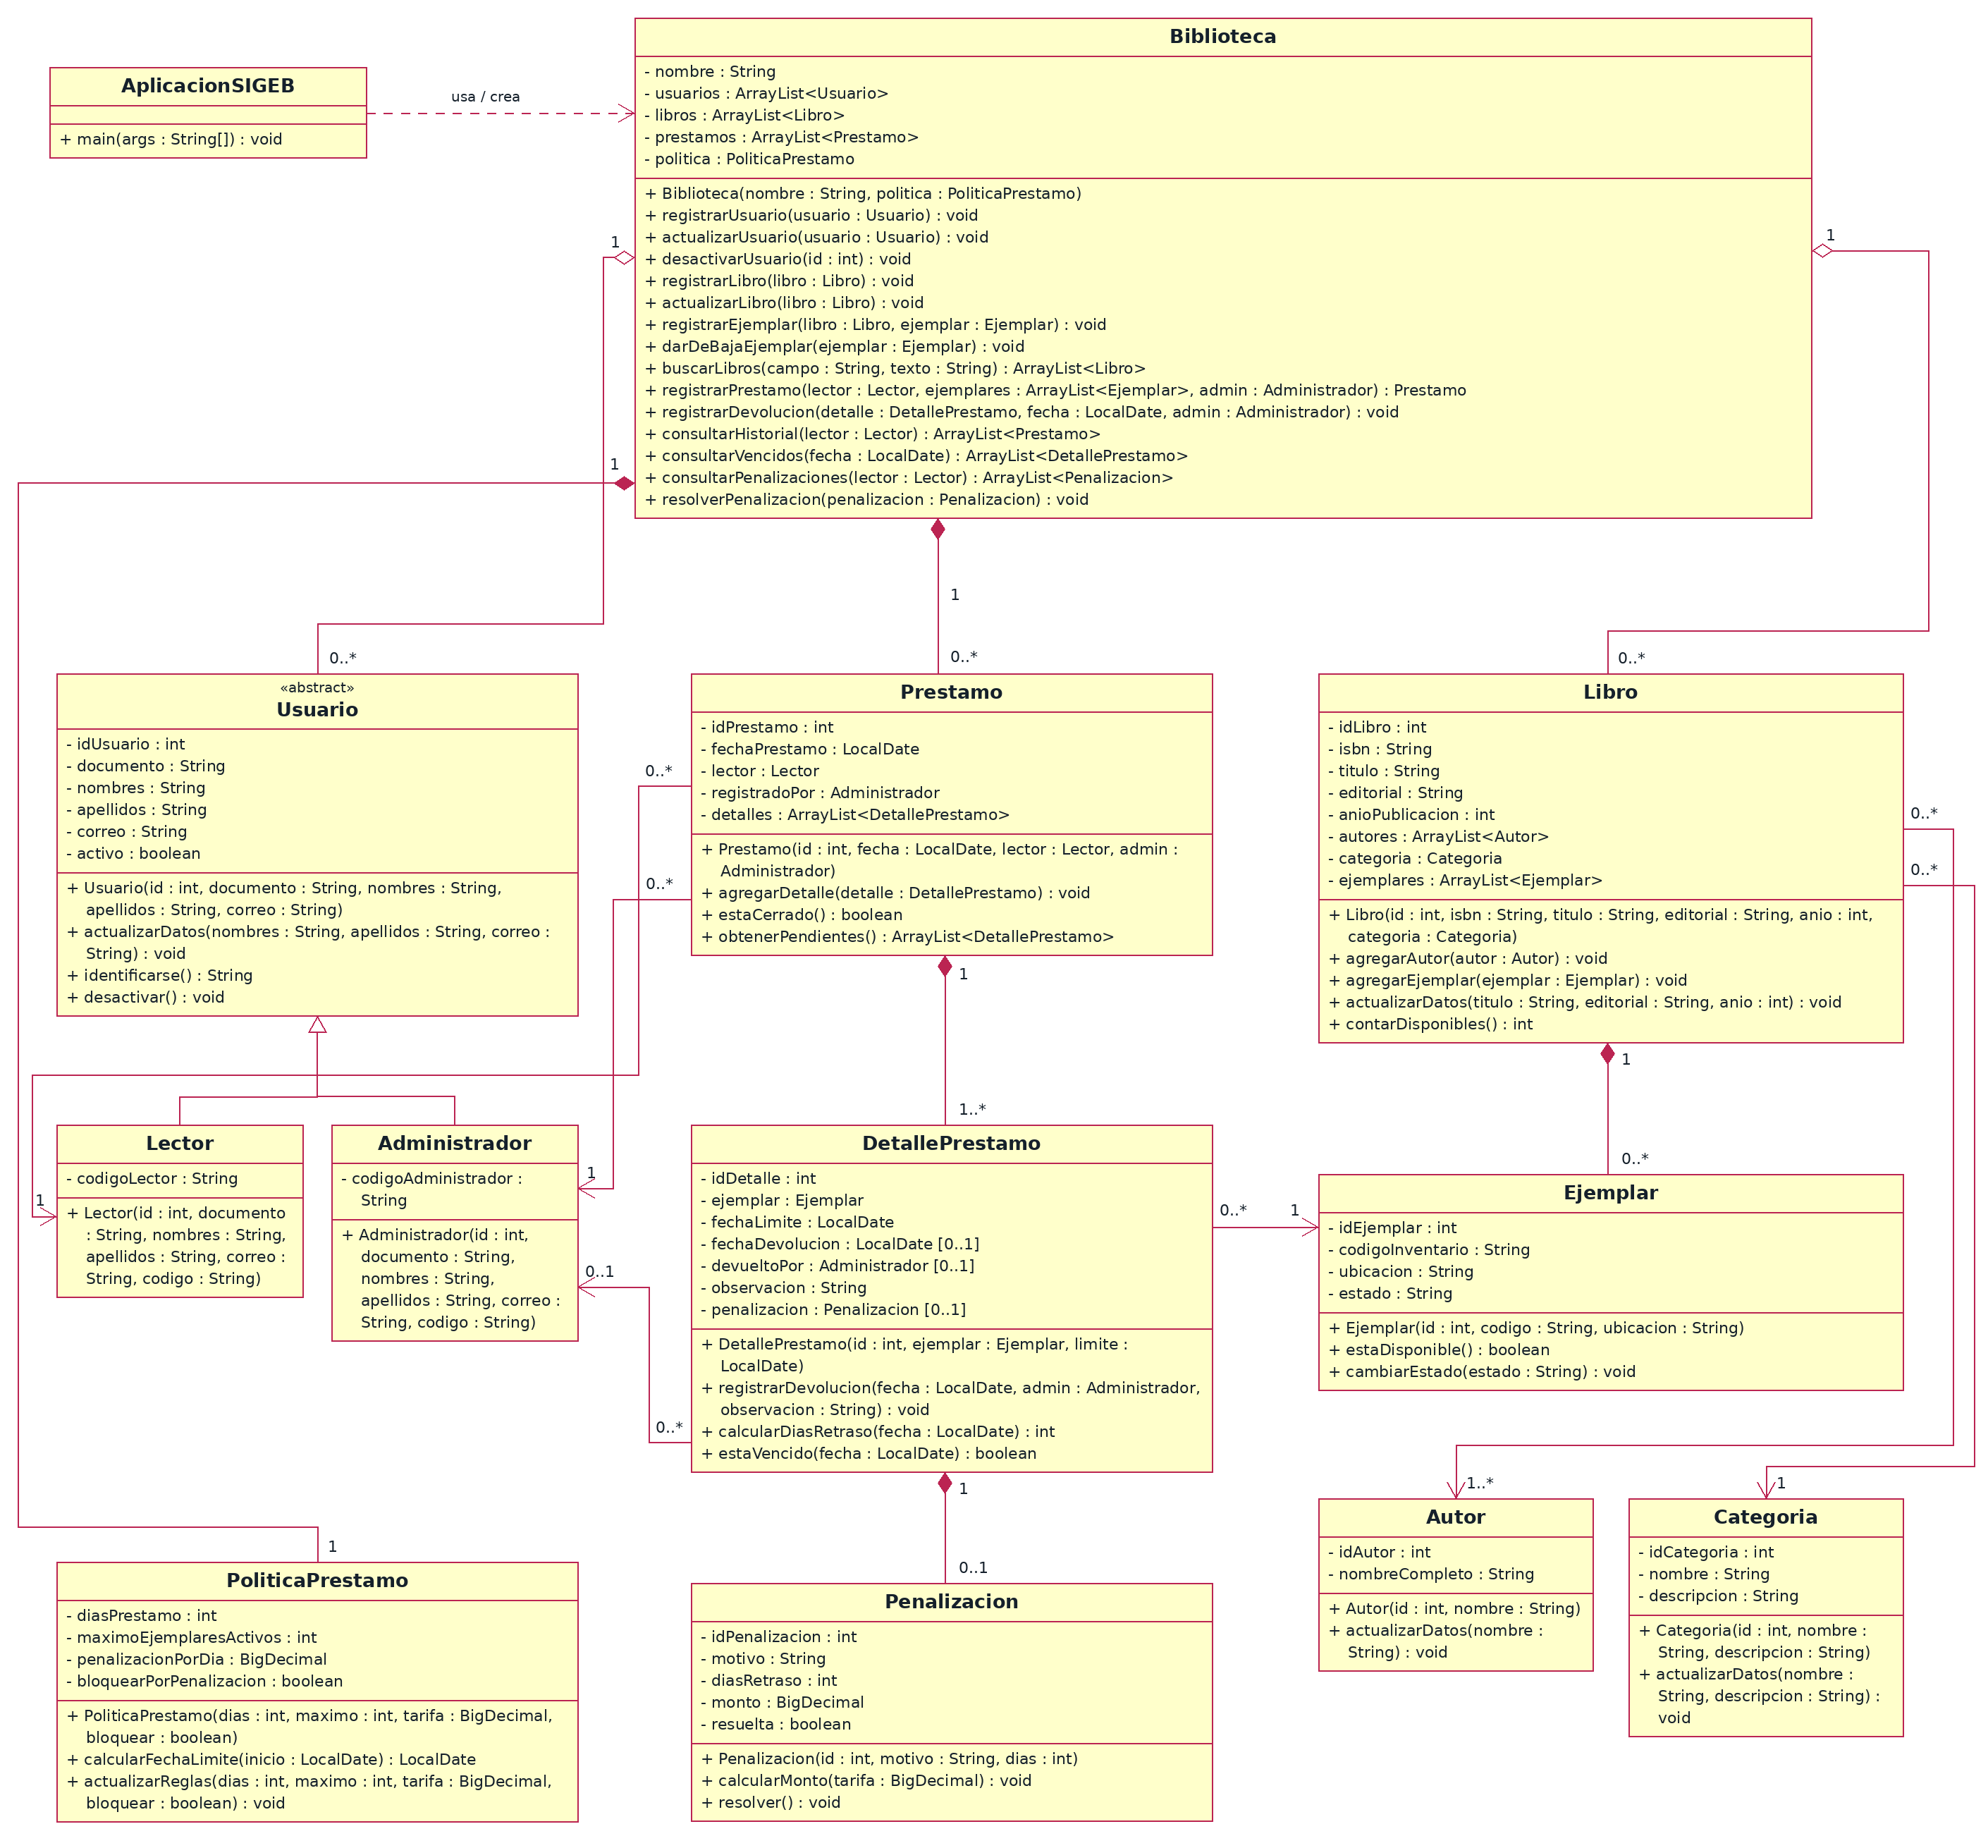 AplicacionSIGEB
+ main(args : String[]) : void
usa / crea
Biblioteca
- nombre : String
- usuarios : ArrayList<Usuario>
- libros : ArrayList<Libro>
- prestamos : ArrayList<Prestamo>
- politica : PoliticaPrestamo
+ Biblioteca(nombre : String, politica : PoliticaPrestamo)
+ registrarUsuario(usuario : Usuario) : void
+ actualizarUsuario(usuario : Usuario) : void
+ desactivarUsuario(id : int) : void
+ registrarLibro(libro : Libro) : void
+ actualizarLibro(libro : Libro) : void
+ registrarEjemplar(libro : Libro, ejemplar : Ejemplar) : void
+ darDeBajaEjemplar(ejemplar : Ejemplar) : void
+ buscarLibros(campo : String, texto : String) : ArrayList<Libro>
+ registrarPrestamo(lector : Lector, ejemplares : ArrayList<Ejemplar>, admin : Administrador) : Prestamo
+ registrarDevolucion(detalle : DetallePrestamo, fecha : LocalDate, admin : Administrador) : void
+ consultarHistorial(lector : Lector) : ArrayList<Prestamo>
+ consultarVencidos(fecha : LocalDate) : ArrayList<DetallePrestamo>
+ consultarPenalizaciones(lector : Lector) : ArrayList<Penalizacion>
+ resolverPenalizacion(penalizacion : Penalizacion) : void
1
1
1
1
0..*
0..*
0..*
«abstract»
Usuario
- idUsuario : int
- documento : String
- nombres : String
- apellidos : String
- correo : String
- activo : boolean
+ Usuario(id : int, documento : String, nombres : String,
apellidos : String, correo : String)
+ actualizarDatos(nombres : String, apellidos : String, correo :
String) : void
+ identificarse() : String
+ desactivar() : void
Prestamo
- idPrestamo : int
- fechaPrestamo : LocalDate
- lector : Lector
- registradoPor : Administrador
- detalles : ArrayList<DetallePrestamo>
+ Prestamo(id : int, fecha : LocalDate, lector : Lector, admin :
Administrador)
+ agregarDetalle(detalle : DetallePrestamo) : void
+ estaCerrado() : boolean
+ obtenerPendientes() : ArrayList<DetallePrestamo>
0..*
0..*
1
1..*
Libro
- idLibro : int
- isbn : String
- titulo : String
- editorial : String
- anioPublicacion : int
- autores : ArrayList<Autor>
- categoria : Categoria
- ejemplares : ArrayList<Ejemplar>
+ Libro(id : int, isbn : String, titulo : String, editorial : String, anio : int,
categoria : Categoria)
+ agregarAutor(autor : Autor) : void
+ agregarEjemplar(ejemplar : Ejemplar) : void
+ actualizarDatos(titulo : String, editorial : String, anio : int) : void
+ contarDisponibles() : int
0..*
0..*
1
0..*
Lector
- codigoLector : String
+ Lector(id : int, documento
: String, nombres : String,
apellidos : String, correo :
String, codigo : String)
1
Administrador
- codigoAdministrador :
String
+ Administrador(id : int,
documento : String,
nombres : String,
apellidos : String, correo :
String, codigo : String)
1
0..1
DetallePrestamo
- idDetalle : int
- ejemplar : Ejemplar
- fechaLimite : LocalDate
- fechaDevolucion : LocalDate [0..1]
- devueltoPor : Administrador [0..1]
- observacion : String
- penalizacion : Penalizacion [0..1]
+ DetallePrestamo(id : int, ejemplar : Ejemplar, limite :
LocalDate)
+ registrarDevolucion(fecha : LocalDate, admin : Administrador,
observacion : String) : void
+ calcularDiasRetraso(fecha : LocalDate) : int
+ estaVencido(fecha : LocalDate) : boolean
0..*
0..*
1
1
0..1
Ejemplar
- idEjemplar : int
- codigoInventario : String
- ubicacion : String
- estado : String
+ Ejemplar(id : int, codigo : String, ubicacion : String)
+ estaDisponible() : boolean
+ cambiarEstado(estado : String) : void
1..*
1
Autor
- idAutor : int
- nombreCompleto : String
+ Autor(id : int, nombre : String)
+ actualizarDatos(nombre :
String) : void
Categoria
- idCategoria : int
- nombre : String
- descripcion : String
+ Categoria(id : int, nombre :
String, descripcion : String)
+ actualizarDatos(nombre :
String, descripcion : String) :
void
1
PoliticaPrestamo
- diasPrestamo : int
- maximoEjemplaresActivos : int
- penalizacionPorDia : BigDecimal
- bloquearPorPenalizacion : boolean
+ PoliticaPrestamo(dias : int, maximo : int, tarifa : BigDecimal,
bloquear : boolean)
+ calcularFechaLimite(inicio : LocalDate) : LocalDate
+ actualizarReglas(dias : int, maximo : int, tarifa : BigDecimal,
bloquear : boolean) : void
Penalizacion
- idPenalizacion : int
- motivo : String
- diasRetraso : int
- monto : BigDecimal
- resuelta : boolean
+ Penalizacion(id : int, motivo : String, dias : int)
+ calcularMonto(tarifa : BigDecimal) : void
+ resolver() : void